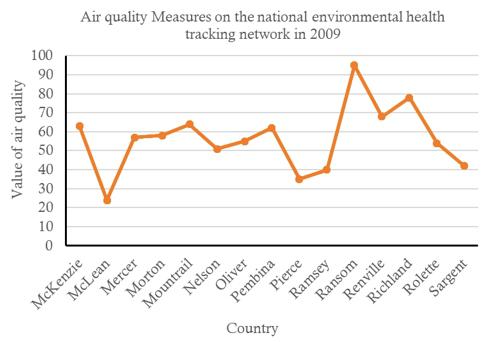 Air quality Measures on the national environmental health
tracking network in 2009
Value of air quality
100
90
80
70
60
50
40
30
20
10
0
McKenzie
McLean
Mercer
Morton
Mountrail
Nelson
Oliver
Pembina
Pierce
Ramsey
Ransom
Renville
Richland
Rolette
Sargent
Country